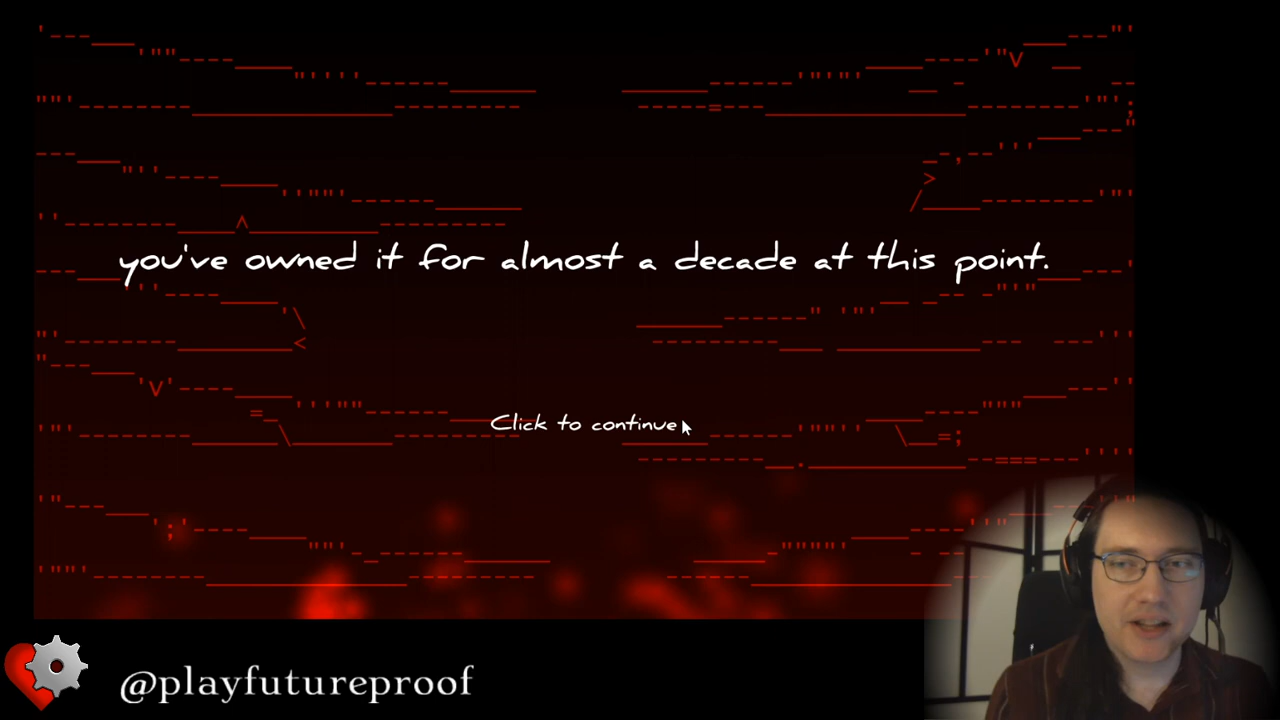 you've owned it for almost a decade at this point.
Click to continue
@playfutureproof